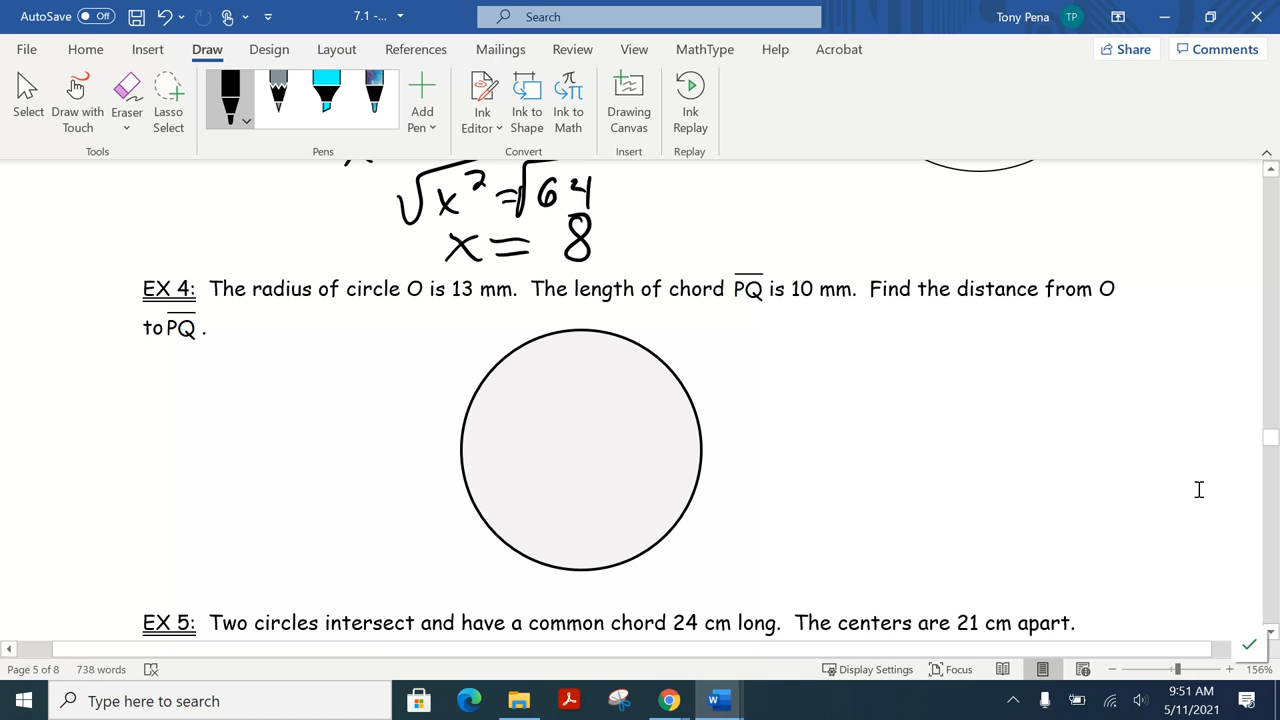 AutoSave Off 7.1 -... Search Tony Pena TP
File Home Insert Draw Design Layout References Mailings Review View MathType Help Acrobat Share Comments
Select Draw with Touch Eraser Lasso Select Add Pen Ink Editor Ink to Shape Ink to Math Drawing Canvas Ink Replay
Tools Pens Convert Insert Replay
√x² = √64
x = 8
EX 4: The radius of circle O is 13 mm. The length of chord PQ is 10 mm. Find the distance from O
to PQ .
EX 5: Two circles intersect and have a common chord 24 cm long. The centers are 21 cm apart.
Page 5 of 8 738 words Display Settings Focus 156%
Type here to search 9:51 AM
5/11/2021